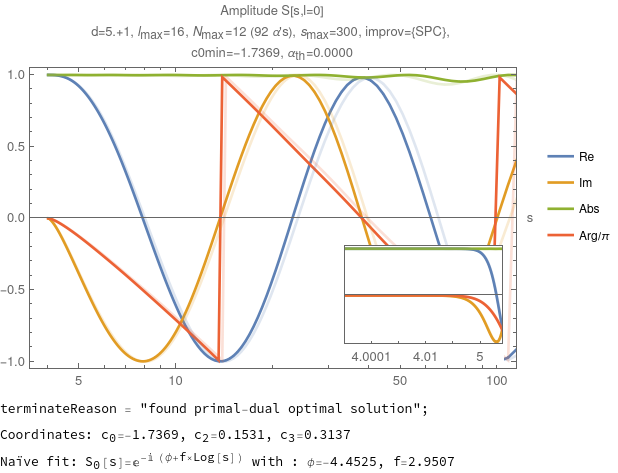 Amplitude S[s,l=0]
d=5.+1, lmax=16, Nmax=12 (92 α's), smax=300, improv={SPC},
c0min=−1.7369, αth=0.0000
1.0
0.5
0.0
−0.5
−1.0
s
Re
Im
Abs
Arg/π
4.0001 4.01 5
5 10 50 100
terminateReason = "found primal-dual optimal solution";
Coordinates: c0=-1.7369, c2=0.1531, c3=0.3137
Naïve fit: S0[s]=e^-i (ϕ+f×Log[s]) with : ϕ=-4.4525, f=2.9507